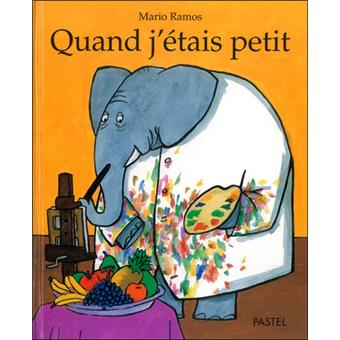 Mario Ramos
Quand j'étais petit
PASTEL